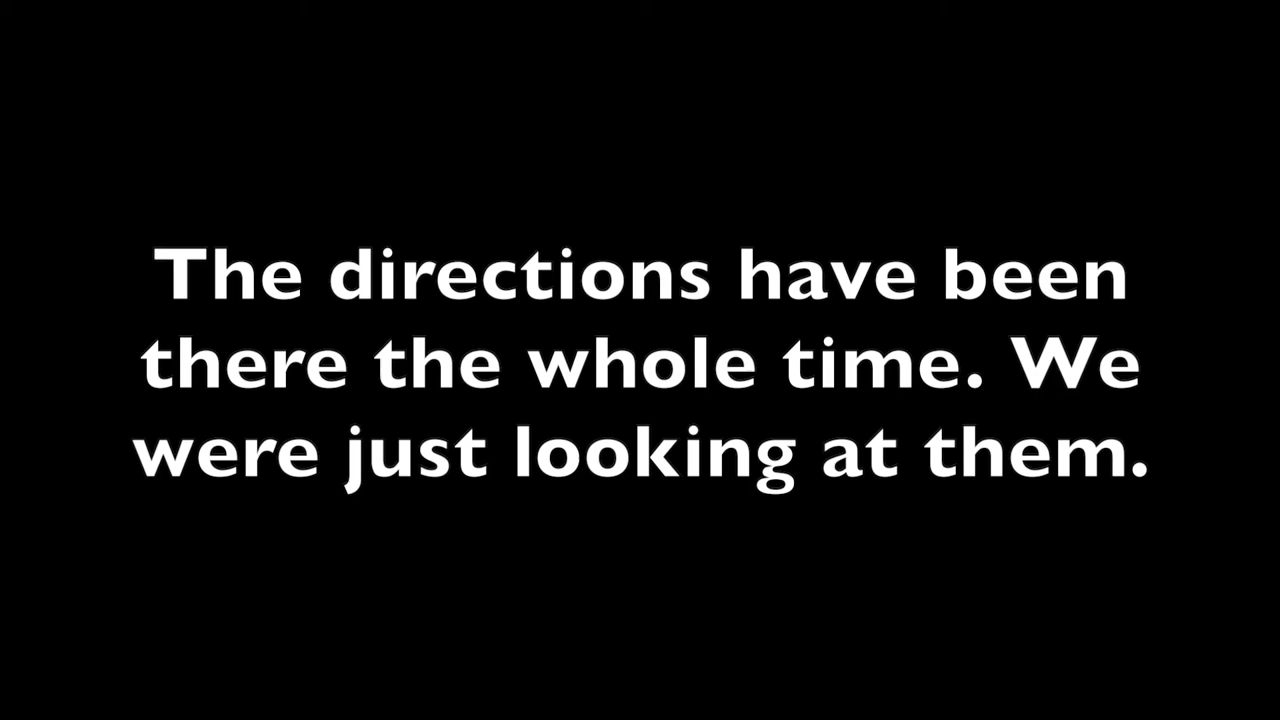 The directions have been
there the whole time. We
were just looking at them.